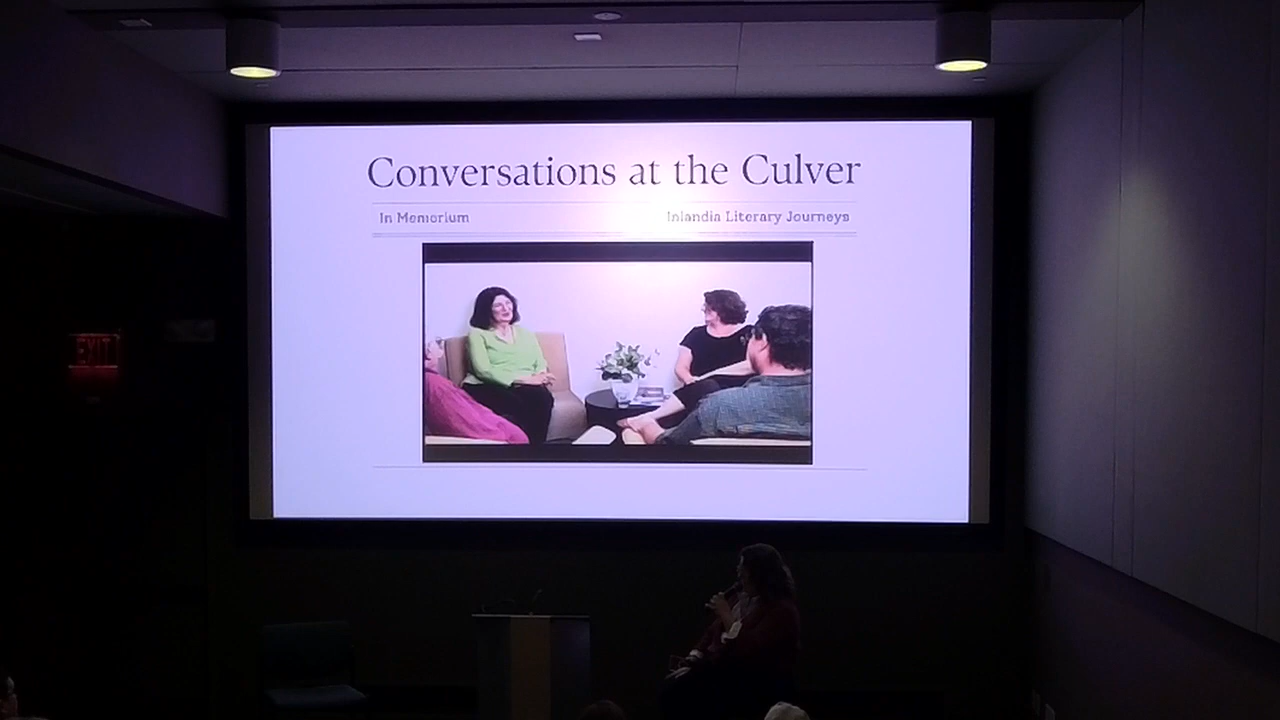 Conversations at the Culver
In Memorium
Inlandia Literary Journeys
EXIT